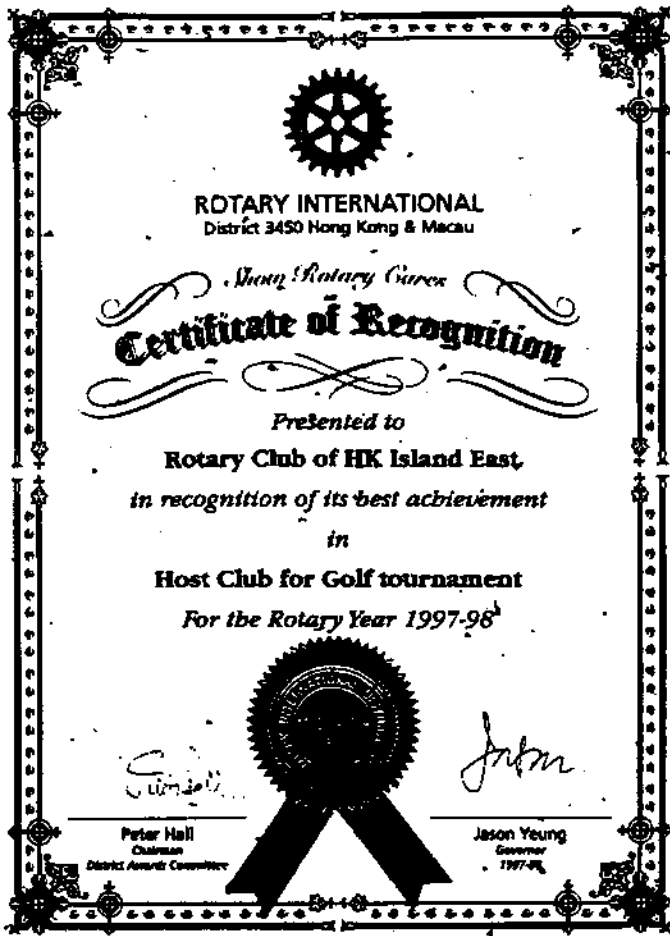 ROTARY INTERNATIONAL
District 3450 Hong Kong & Macau
Show Rotary Cares
Certificate of Recognition
Presented to
Rotary Club of HK Island East
in recognition of its best achievement
in
Host Club for Golf tournament
For the Rotary Year 1997-98
Peter Hall
Chairman
District Awards Committee
Jason Yeung
Governor
1997-98